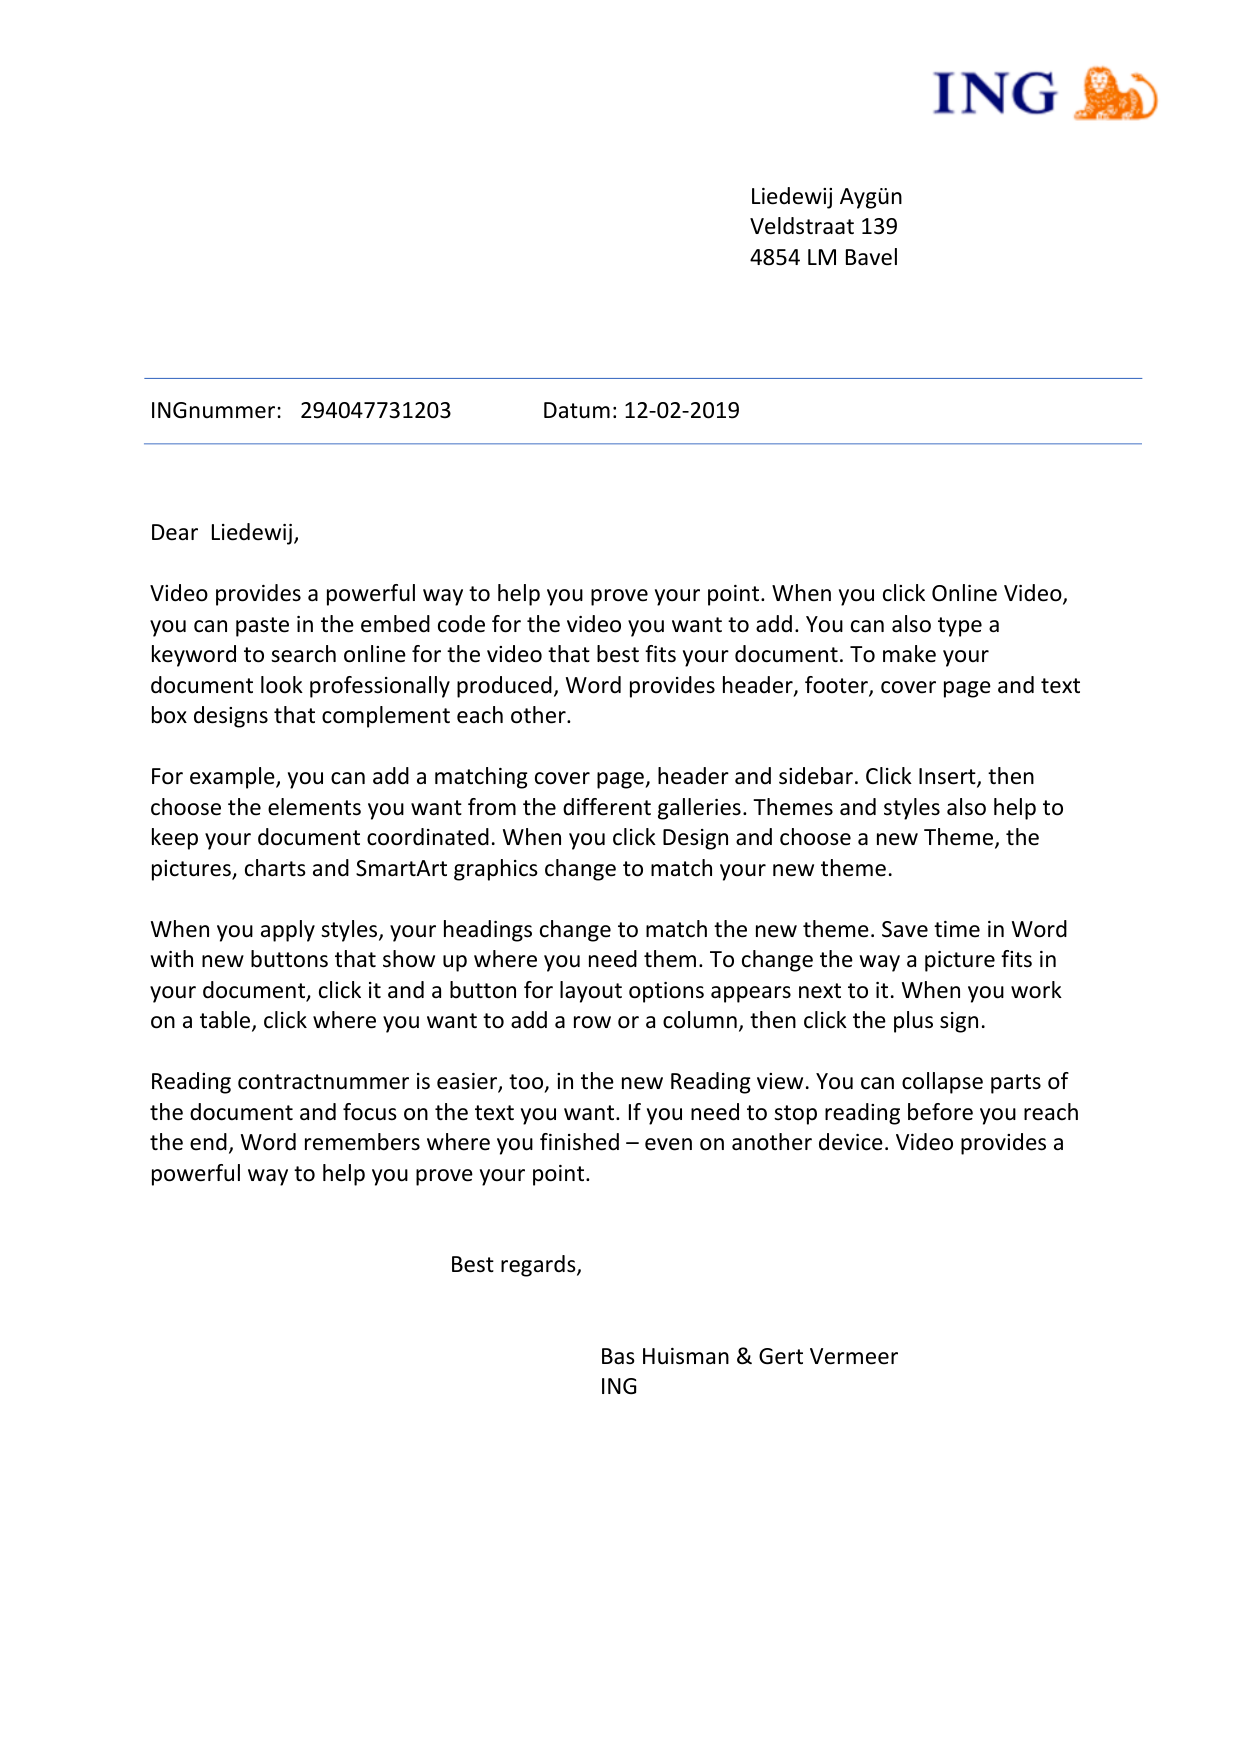 ING
Liedewij Aygün
Veldstraat 139
4854 LM Bavel
INGnummer: 294047731203 Datum: 12-02-2019
Dear Liedewij,
Video provides a powerful way to help you prove your point. When you click Online Video,
you can paste in the embed code for the video you want to add. You can also type a
keyword to search online for the video that best fits your document. To make your
document look professionally produced, Word provides header, footer, cover page and text
box designs that complement each other.
For example, you can add a matching cover page, header and sidebar. Click Insert, then
choose the elements you want from the different galleries. Themes and styles also help to
keep your document coordinated. When you click Design and choose a new Theme, the
pictures, charts and SmartArt graphics change to match your new theme.
When you apply styles, your headings change to match the new theme. Save time in Word
with new buttons that show up where you need them. To change the way a picture fits in
your document, click it and a button for layout options appears next to it. When you work
on a table, click where you want to add a row or a column, then click the plus sign.
Reading contractnummer is easier, too, in the new Reading view. You can collapse parts of
the document and focus on the text you want. If you need to stop reading before you reach
the end, Word remembers where you finished – even on another device. Video provides a
powerful way to help you prove your point.
Best regards,
Bas Huisman & Gert Vermeer
ING